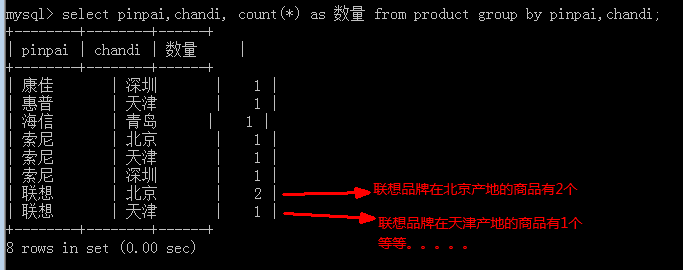 mysql> select pinpai,chandi, count(*) as 数量 from product group by pinpai,chandi;
+--------+--------+------+
| pinpai | chandi | 数量 |
+--------+--------+------+
| 康佳 | 深圳 | 1 |
| 惠普 | 天津 | 1 |
| 海信 | 青岛 | 1 |
| 索尼 | 北京 | 1 |
| 索尼 | 天津 | 1 |
| 索尼 | 深圳 | 1 |
| 联想 | 北京 | 2 | 联想品牌在北京产地的商品有2个
| 联想 | 天津 | 1 | 联想品牌在天津产地的商品有1个
+--------+--------+------+ 等等。。。。。
8 rows in set (0.00 sec)